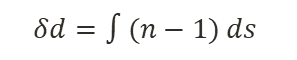 δd = ∫ (n − 1) ds